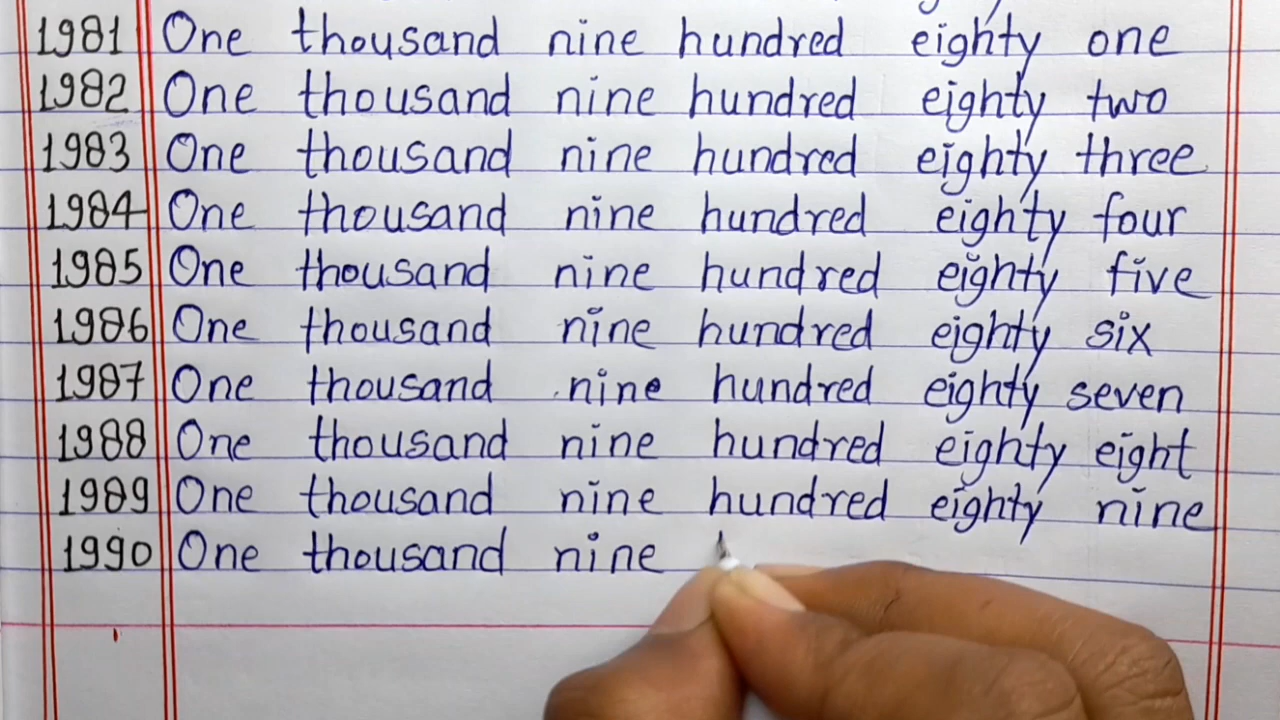 1981 One thousand nine hundred eighty one
1982 One thousand nine hundred eighty two
1983 One thousand nine hundred eighty three
1984 One thousand nine hundred eighty four
1985 One thousand nine hundred eighty five
1986 One thousand nine hundred eighty six
1987 One thousand nine hundred eighty seven
1988 One thousand nine hundred eighty eight
1989 One thousand nine hundred eighty nine
1990 One thousand nine